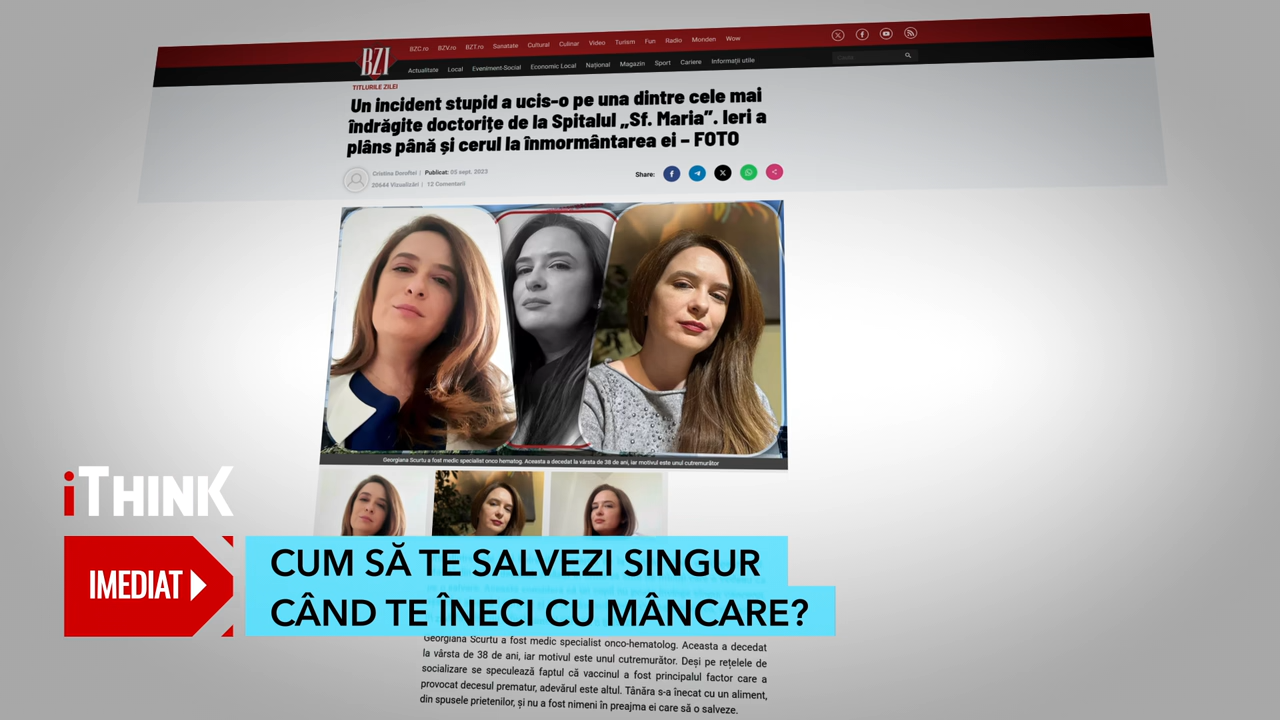 BZI
BZC.ro BZV.ro BZT.ro Sanatate Cultural Culinar Video Turism Fun Radio Monden Wow
Actualitate Local Eveniment-Social Economic Local Național Magazin Sport Cariere Informații utile
TITLURILE ZILEI
Un incident stupid a ucis-o pe una dintre cele mai
îndrăgite doctorițe de la Spitalul „Sf. Maria”. Ieri a
plâns până și cerul la înmormântarea ei – FOTO
Cristina Doroftei | Publicat: 05 sept. 2023
20644 Vizualizări | 12 Comentarii
Share:
Georgiana Scurtu a fost medic specialist onco hematog. Aceasta a decedat la vârsta de 38 de ani, iar motivul este unul cutremurător
iTHINK
IMEDIAT
CUM SĂ TE SALVEZI SINGUR
CÂND TE ÎNECI CU MÂNCARE?
Georgiana Scurtu a fost medic specialist onco-hematolog. Aceasta a decedat
la vârsta de 38 de ani, iar motivul este unul cutremurător. Deși pe rețelele de
socializare se speculează faptul că vaccinul a fost principalul factor care a
provocat decesul prematur, adevărul este altul. Tânăra s-a înecat cu un aliment,
din spusele prietenilor, și nu a fost nimeni în preajma ei care să o salveze.